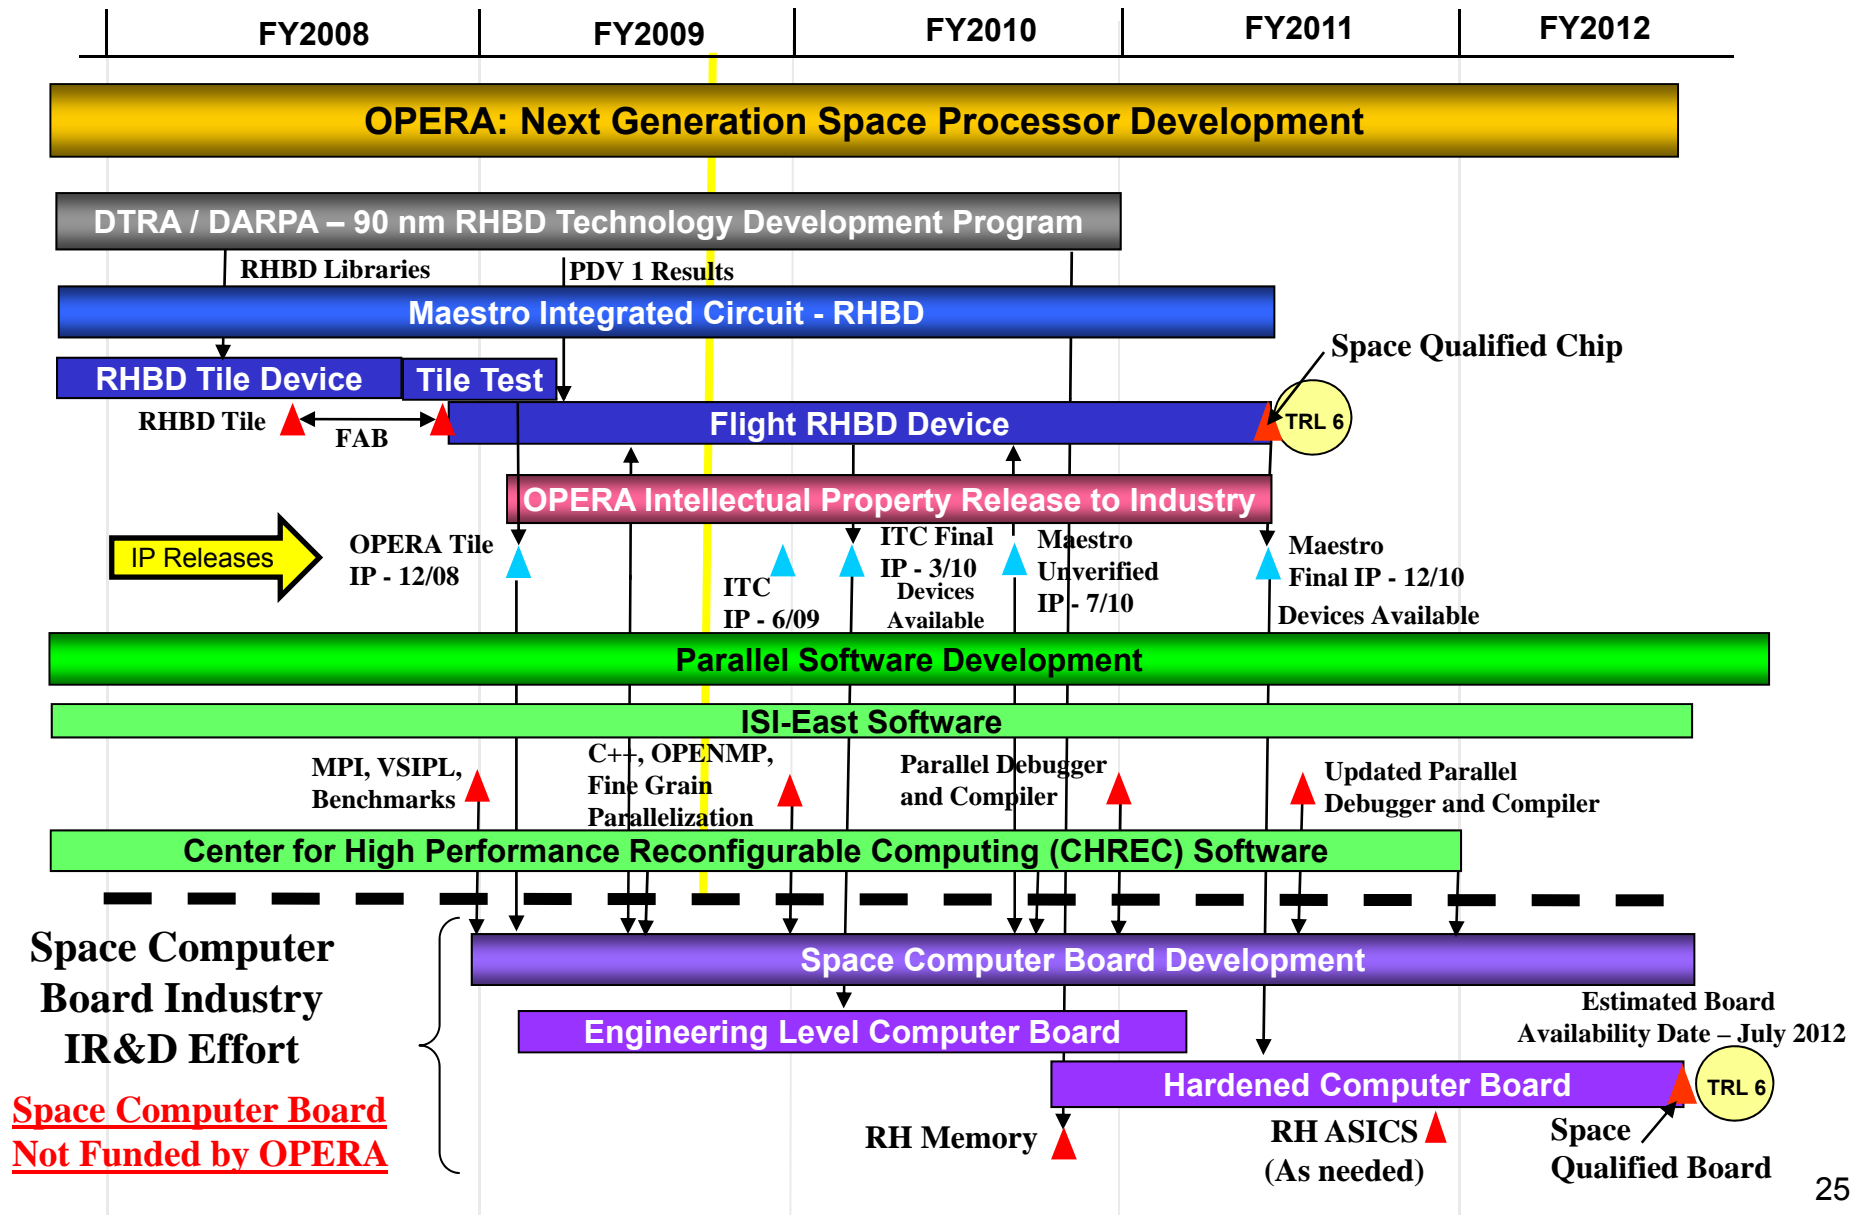 FY2008
FY2009
FY2010
FY2011
FY2012
OPERA: Next Generation Space Processor Development
DTRA / DARPA – 90 nm RHBD Technology Development Program
RHBD Libraries
PDV 1 Results
Maestro Integrated Circuit - RHBD
Space Qualified Chip
RHBD Tile Device
Tile Test
RHBD Tile
FAB
Flight RHBD Device
TRL 6
OPERA Intellectual Property Release to Industry
IP Releases
OPERA Tile
IP - 12/08
ITC
IP - 6/09
ITC Final
IP - 3/10
Devices
Available
Maestro
Unverified
IP - 7/10
Maestro
Final IP - 12/10
Devices Available
Parallel Software Development
ISI-East Software
MPI, VSIPL,
Benchmarks
C++, OPENMP,
Fine Grain
Parallelization
Parallel Debugger
and Compiler
Updated Parallel
Debugger and Compiler
Center for High Performance Reconfigurable Computing (CHREC) Software
Space Computer
Board Industry
IR&D Effort
Space Computer Board
Not Funded by OPERA
Space Computer Board Development
Engineering Level Computer Board
Estimated Board
Availability Date – July 2012
Hardened Computer Board
TRL 6
RH Memory
RH ASICS
(As needed)
Space
Qualified Board
25